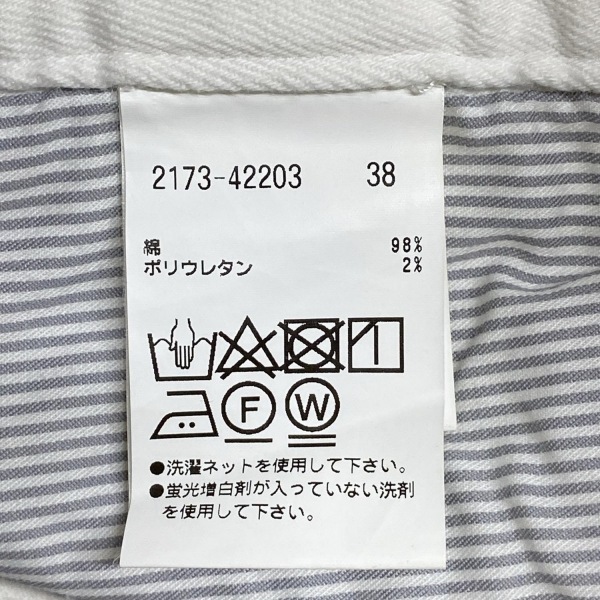 2173-42203 38
綿 98%
ポリウレタン 2%
F W
●洗濯ネットを使用して下さい。
●蛍光増白剤が入っていない洗剤
を使用して下さい。